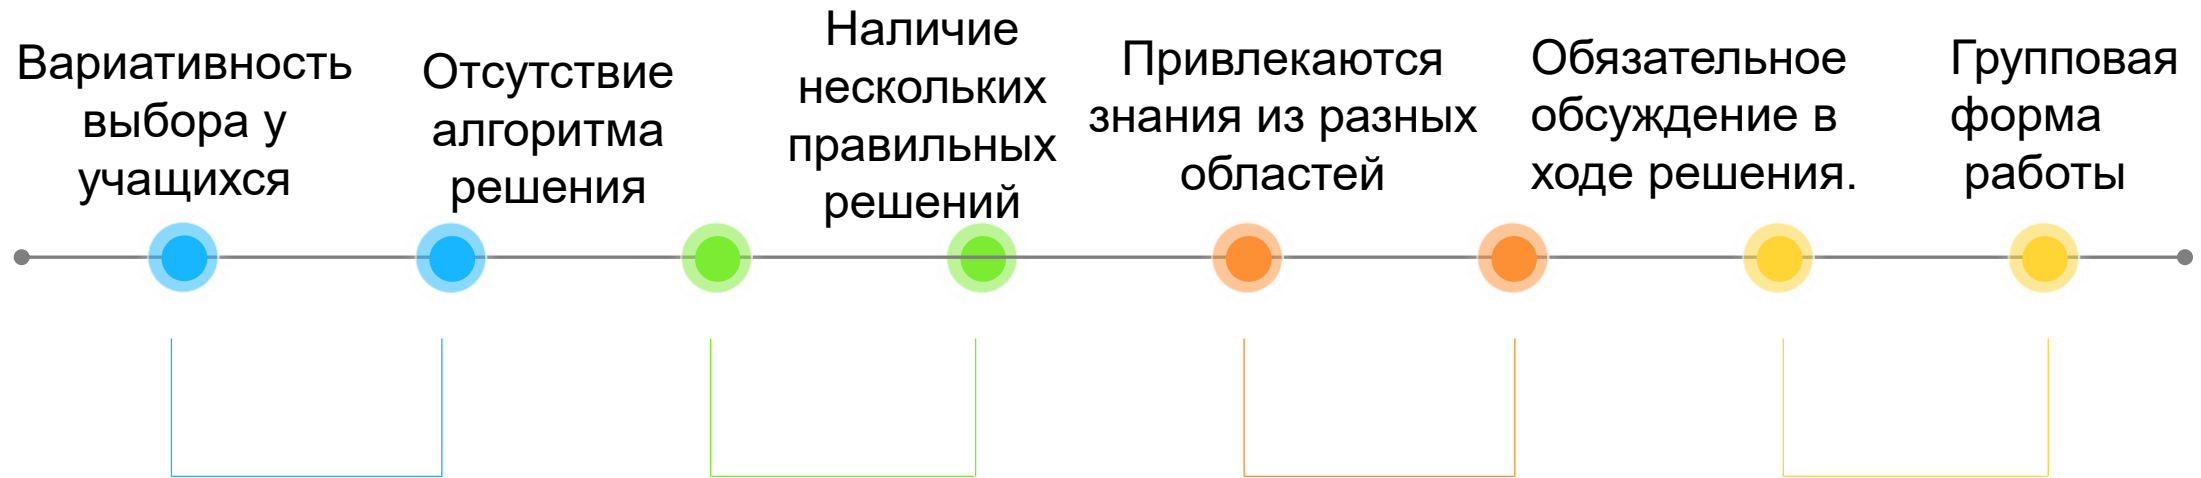 Вариативность
выбора у
учащихся
Отсутствие
алгоритма
решения
Наличие
нескольких
правильных
решений
Привлекаются
знания из разных
областей
Обязательное
обсуждение в
ходе решения.
Групповая
форма
работы